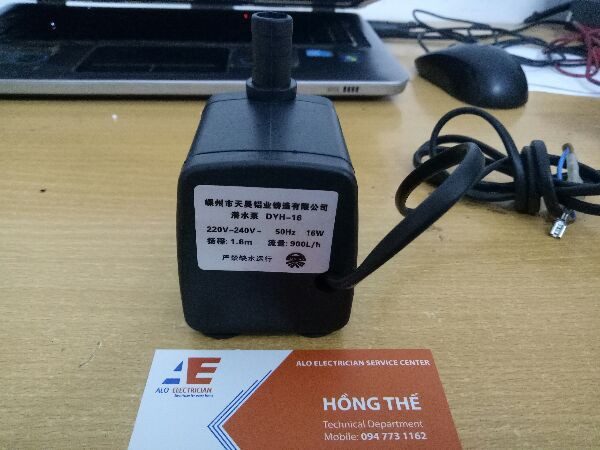 嵊州市天晟铝业铸造有限公司
潜水泵 DYH-16
220V-240V~ 50Hz 16W
扬程: 1.6m 流量: 900L/h
严禁缺水运行
AE
ALO ELECTRICIAN
ALO ELECTRICIAN SERVICE CENTER
HỒNG THẾ
Technical Department
Mobile: 094 773 1162